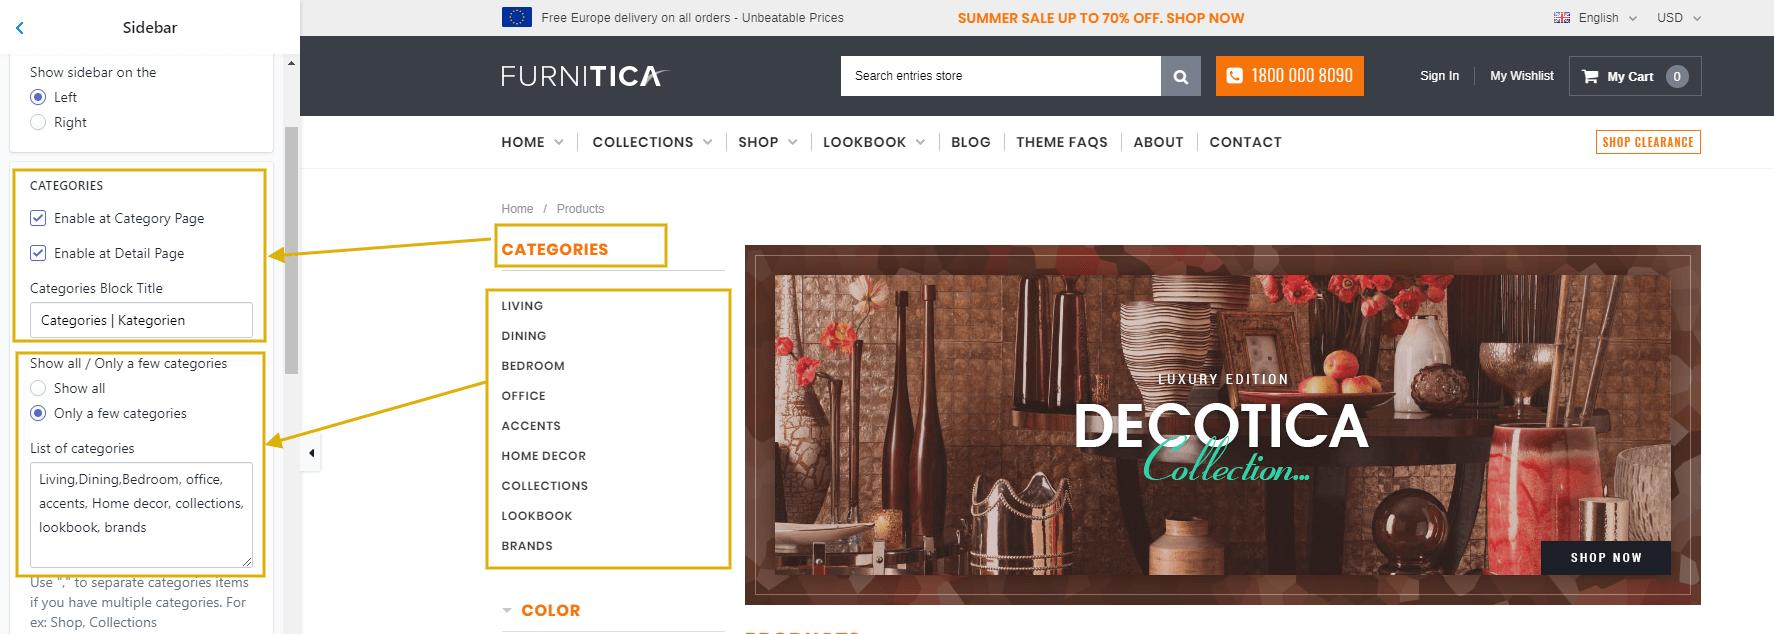 Sidebar
Show sidebar on the
Left
Right
CATEGORIES
Enable at Category Page
Enable at Detail Page
Categories Block Title
Categories | Kategorien
Show all / Only a few categories
Show all
Only a few categories
List of categories
Living,Dining,Bedroom, office,
accents, Home decor, collections,
lookbook, brands
Use "," to separate categories items
if you have multiple categories. For
ex: Shop, Collections
Free Europe delivery on all orders - Unbeatable Prices
SUMMER SALE UP TO 70% OFF. SHOP NOW
English
USD
FURNITICA
Search entries store
1800 000 8090
Sign In
My Wishlist
My Cart 0
HOME
COLLECTIONS
SHOP
LOOKBOOK
BLOG
THEME FAQS
ABOUT
CONTACT
SHOP CLEARANCE
Home / Products
CATEGORIES
LIVING
DINING
BEDROOM
OFFICE
ACCENTS
HOME DECOR
COLLECTIONS
LOOKBOOK
BRANDS
COLOR
LUXURY EDITION
DECOTICA
Collection...
SHOP NOW
PRODUCTS